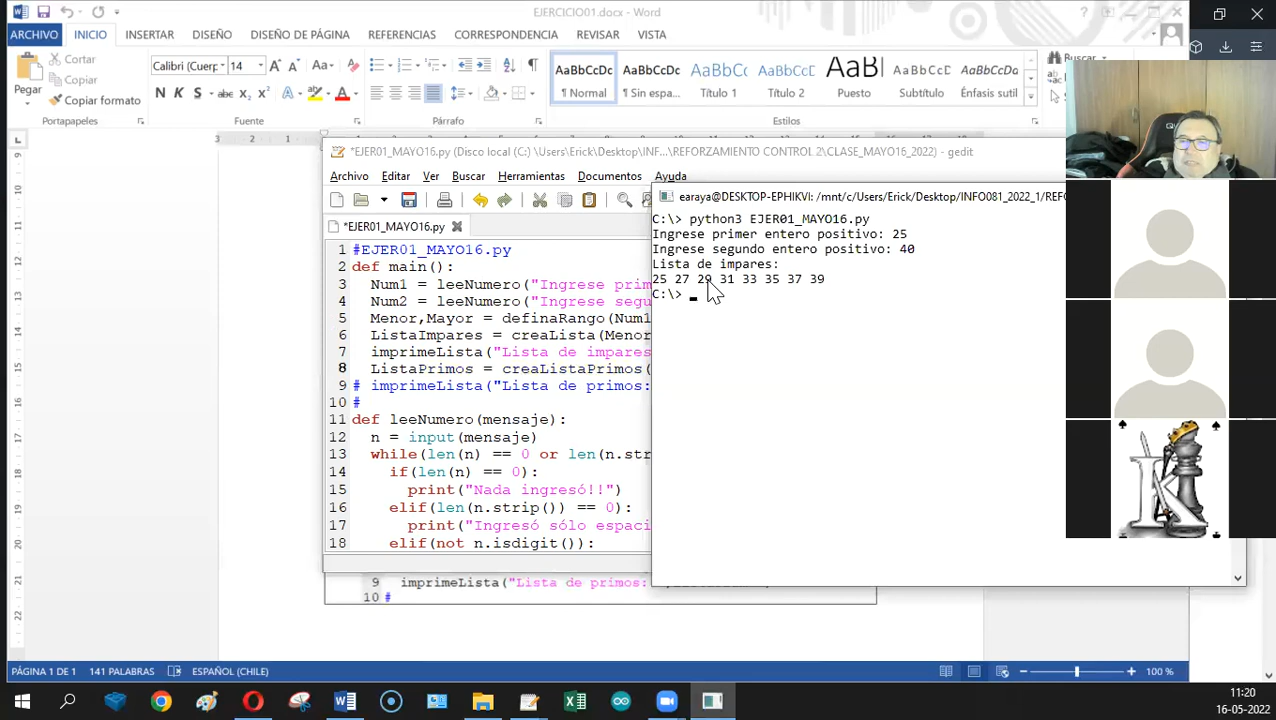 EJERCICIO01.docx - Word
ARCHIVO INICIO INSERTAR DISEÑO DISEÑO DE PÁGINA REFERENCIAS CORRESPONDENCIA REVISAR VISTA
Pegar
Cortar
Copiar
Copiar formato
Portapapeles
Calibri (Cuerp 14
N K S
Fuente
Párrafo
AaBbCcDc AaBbCcDc AaBbCc AaBbCcD AaB AaBbCcC AaBbCcDc
¶ Normal ¶ Sin espa... Título 1 Título 2 Puesto Subtítulo Énfasis sutil
Estilos
Buscar
*EJER01_MAYO16.py (Disco local (C:) \Users\Erick\Desktop\INF...\REFORZAMIENTO CONTROL 2\CLASE_MAYO16_2022) - gedit
Archivo Editar Ver Buscar Herramientas Documentos Ayuda
*EJER01_MAYO16.py
1 #EJER01_MAYO16.py
2 def main():
3 Num1 = leeNumero("Ingrese prim
4 Num2 = leeNumero("Ingrese segu
5 Menor,Mayor = definaRango(Num1
6 ListaImpares = creaLista(Menor
7 imprimeLista("Lista de impares
8 ListaPrimos = creaListaPrimos(
9 # imprimeLista("Lista de primos:
10 #
11 def leeNumero(mensaje):
12 n = input(mensaje)
13 while(len(n) == 0 or len(n.str
14 if(len(n) == 0):
15 print("Nada ingresó!!")
16 elif(len(n.strip()) == 0):
17 print("Ingresó sólo espaci
18 elif(not n.isdigit()):
earaya@DESKTOP-EPHIKVI: /mnt/c/Users/Erick/Desktop/INFO081_2022_1/REFO
C:\> python3 EJER01_MAYO16.py
Ingrese primer entero positivo: 25
Ingrese segundo entero positivo: 40
Lista de impares:
25 27 29 31 33 35 37 39
C:\>
9 imprimeLista("Lista de primos:
10 #
PÁGINA 1 DE 1 141 PALABRAS ESPAÑOL (CHILE) 100 %
11:20
16-05-2022